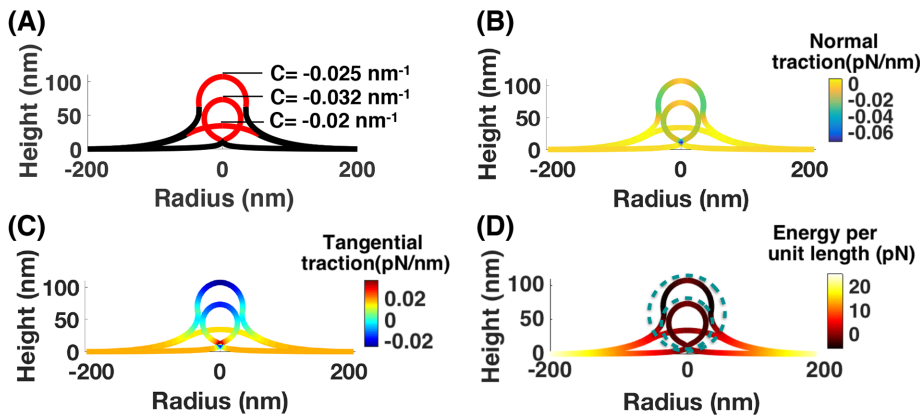 (A)
C= -0.025 nm⁻¹
C= -0.032 nm⁻¹
C= -0.02 nm⁻¹
Height (nm)
100
50
0
-200
0
200
Radius (nm)
(B)
Normal
traction(pN/nm)
0
-0.02
-0.04
-0.06
Height (nm)
100
50
0
-200
0
200
Radius (nm)
(C)
Tangential
traction(pN/nm)
0.02
0
-0.02
Height (nm)
100
50
0
-200
0
200
Radius (nm)
(D)
Energy per
unit length (pN)
20
10
0
Height (nm)
100
50
0
-200
0
200
Radius (nm)